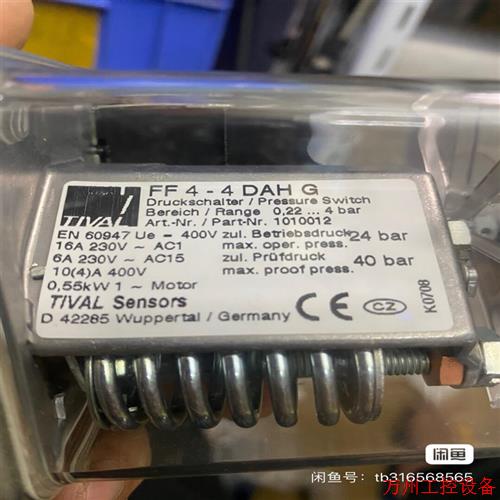 TIVAL
FF 4 - 4 DAH G
Druckschalter / Pressure Switch
Bereich / Range 0,22 ... 4 bar
Art.-Nr. / Part-Nr. 1010012
EN 60947 Ue - 400V zul. Betriebsdruck 24 bar
16A 230V ~ AC1 max. oper. press.
6A 230V ~ AC15 zul. Prüfdruck 40 bar
10(4)A 400V max. proof press.
0,55kW 1 ~ Motor
TIVAL Sensors
D 42285 Wuppertal / Germany
CE
CZ
K0708
闲鱼
闲鱼号：tb316568565
万州工控设备